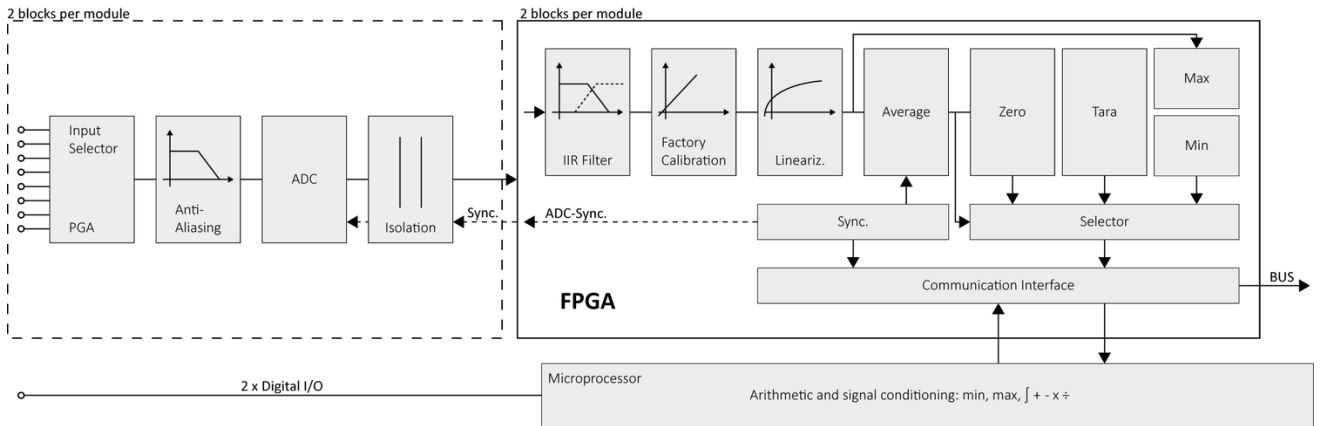 2 blocks per module
2 blocks per module
Input
Selector
PGA
Anti-
Aliasing
ADC
Isolation
Sync.
ADC-Sync.
IIR Filter
Factory
Calibration
Lineariz.
Average
Zero
Tara
Max
Min
Sync.
Selector
Communication Interface
BUS
FPGA
2 x Digital I/O
Microprocessor
Arithmetic and signal conditioning: min, max, ∫ + - x ÷